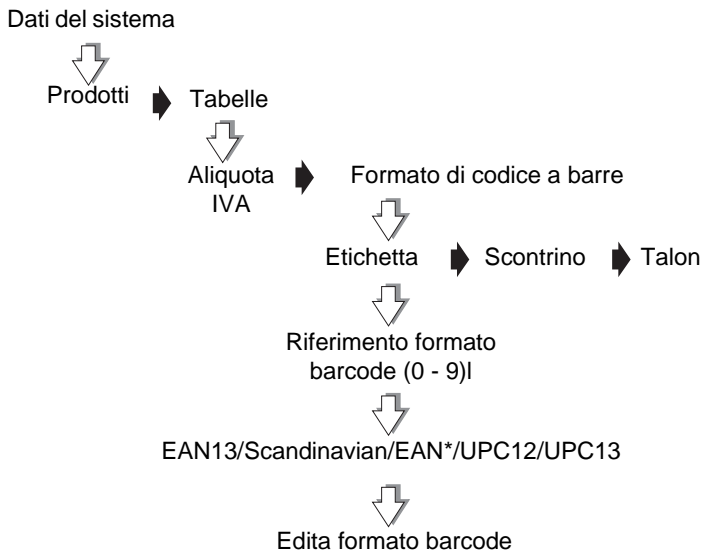 Dati del sistema
Prodotti Tabelle
Aliquota Formato di codice a barre
IVA
Etichetta Scontrino Talon
Riferimento formato
barcode (0 - 9)l
EAN13/Scandinavian/EAN*/UPC12/UPC13
Edita formato barcode